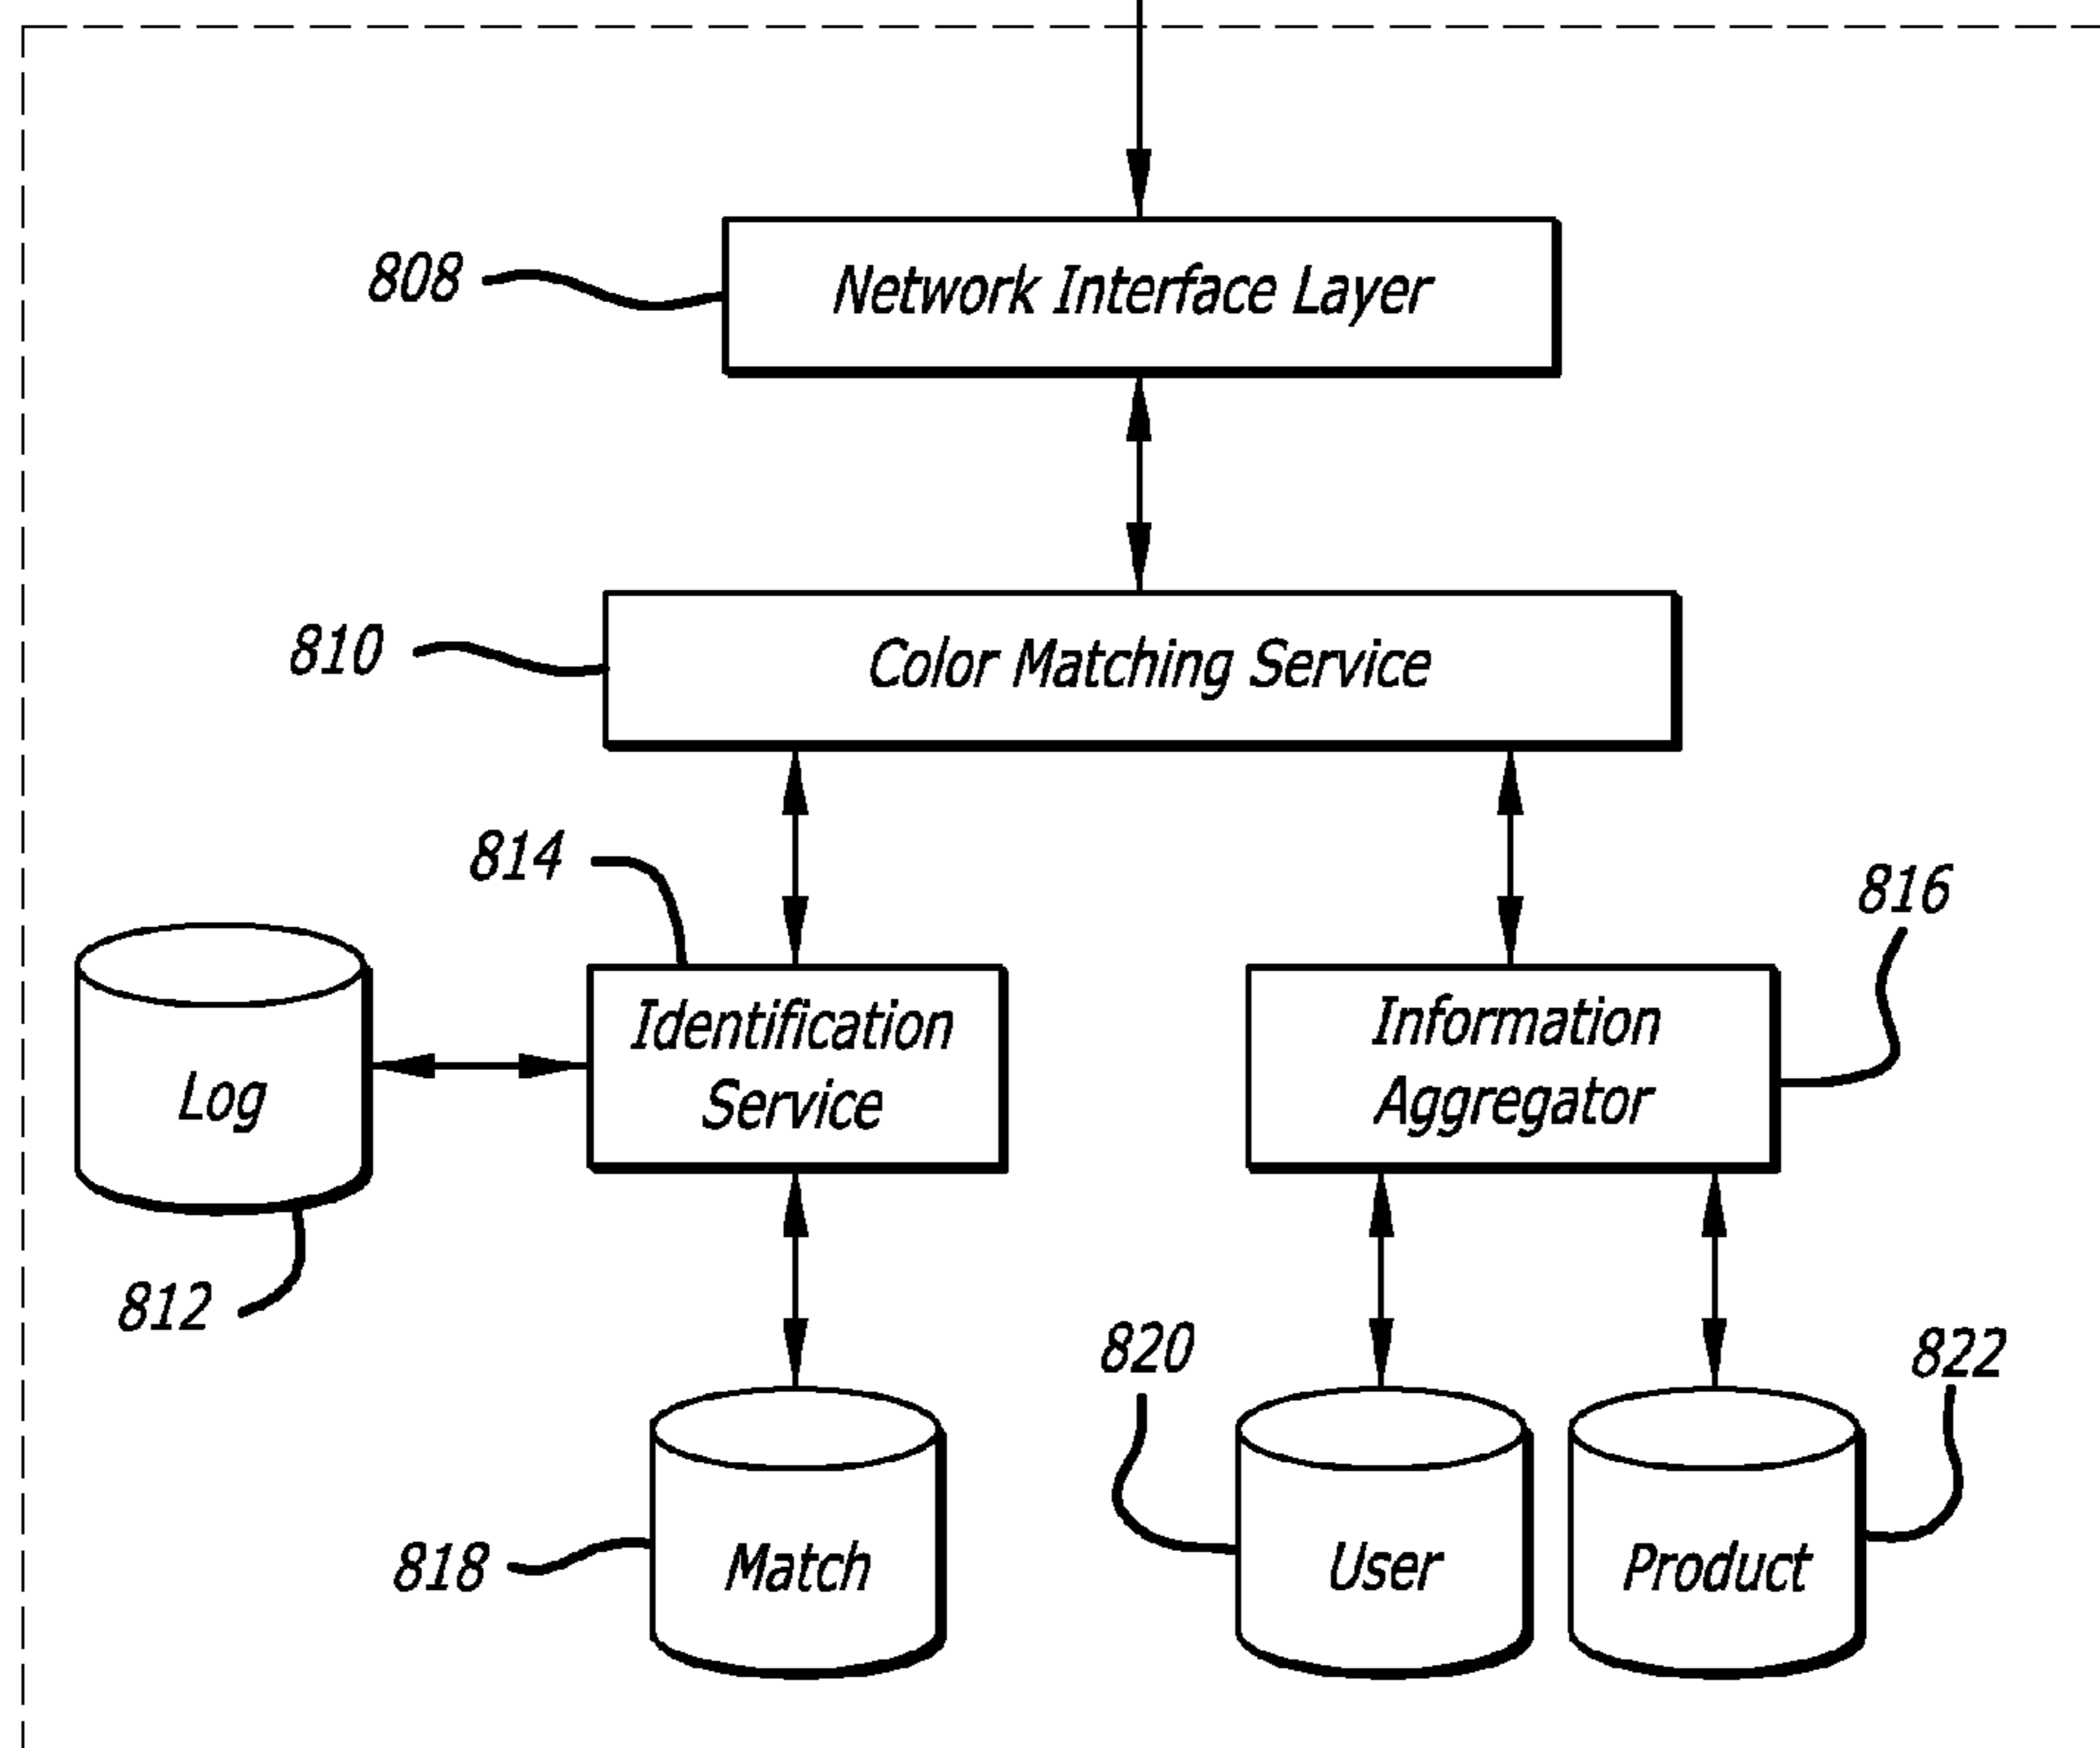 808
Network Interface Layer
810
Color Matching Service
814
816
Identification
Service
Information
Aggregator
Log
812
820
822
818
Match
User
Product